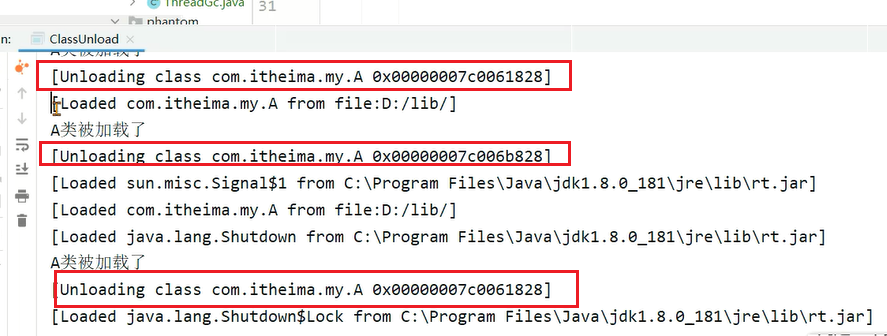 ThreadGc.java
phantom
31
n:
ClassUnload
A类被加载了
[Unloading class com.itheima.my.A 0x00000007c0061828]
[Loaded com.itheima.my.A from file:D:/lib/]
A类被加载了
[Unloading class com.itheima.my.A 0x00000007c006b828]
[Loaded sun.misc.Signal$1 from C:\Program Files\Java\jdk1.8.0_181\jre\lib\rt.jar]
[Loaded com.itheima.my.A from file:D:/lib/]
[Loaded java.lang.Shutdown from C:\Program Files\Java\jdk1.8.0_181\jre\lib\rt.jar]
A类被加载了
[Unloading class com.itheima.my.A 0x00000007c0061828]
[Loaded java.lang.Shutdown$Lock from C:\Program Files\Java\jdk1.8.0_181\jre\lib\rt.jar]